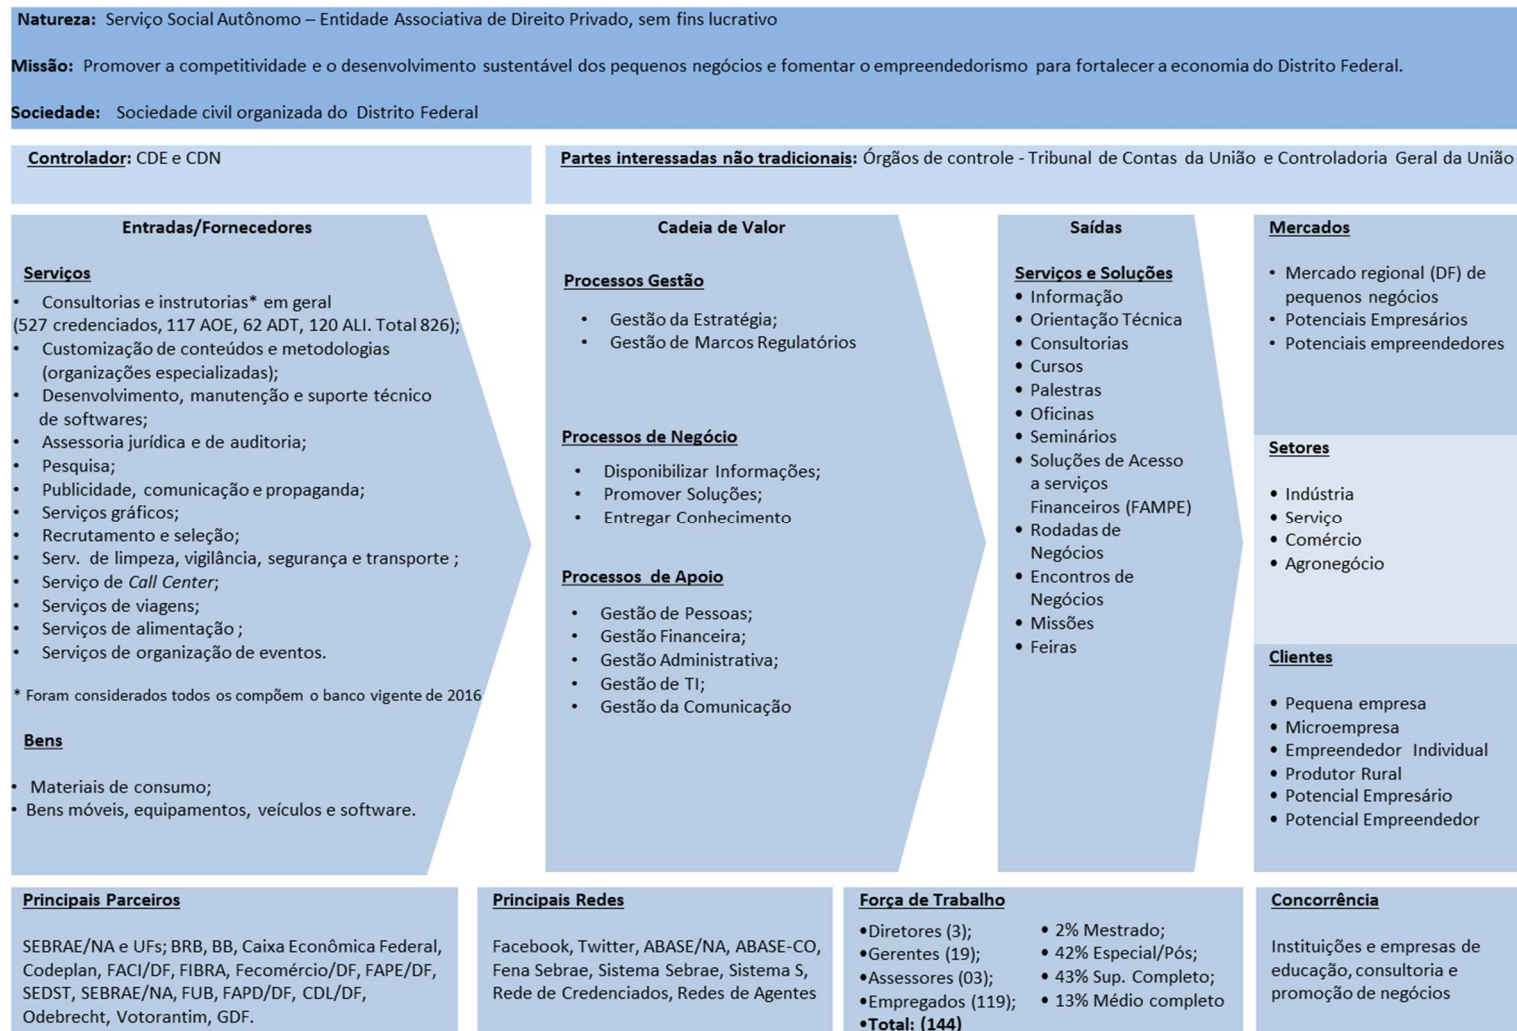 Natureza: Serviço Social Autônomo – Entidade Associativa de Direito Privado, sem fins lucrativo
Missão: Promover a competitividade e o desenvolvimento sustentável dos pequenos negócios e fomentar o empreendedorismo para fortalecer a economia do Distrito Federal.
Sociedade: Sociedade civil organizada do Distrito Federal
Controlador: CDE e CDN
Partes interessadas não tradicionais: Órgãos de controle - Tribunal de Contas da União e Controladoria Geral da União
Entradas/Fornecedores
Serviços
• Consultorias e instrutorias* em geral
(527 credenciados, 117 AOE, 62 ADT, 120 ALI. Total 826);
• Customização de conteúdos e metodologias
(organizações especializadas);
• Desenvolvimento, manutenção e suporte técnico
de softwares;
• Assessoria jurídica e de auditoria;
• Pesquisa;
• Publicidade, comunicação e propaganda;
• Serviços gráficos;
• Recrutamento e seleção;
• Serv. de limpeza, vigilância, segurança e transporte ;
• Serviço de Call Center;
• Serviços de viagens;
• Serviços de alimentação ;
• Serviços de organização de eventos.
* Foram considerados todos os compõem o banco vigente de 2016
Bens
• Materiais de consumo;
• Bens móveis, equipamentos, veículos e software.
Cadeia de Valor
Processos Gestão
• Gestão da Estratégia;
• Gestão de Marcos Regulatórios
Processos de Negócio
• Disponibilizar Informações;
• Promover Soluções;
• Entregar Conhecimento
Processos de Apoio
• Gestão de Pessoas;
• Gestão Financeira;
• Gestão Administrativa;
• Gestão de TI;
• Gestão da Comunicação
Saídas
Serviços e Soluções
• Informação
• Orientação Técnica
• Consultorias
• Cursos
• Palestras
• Oficinas
• Seminários
• Soluções de Acesso
a serviços
Financeiros (FAMPE)
• Rodadas de
Negócios
• Encontros de
Negócios
• Missões
• Feiras
Mercados
• Mercado regional (DF) de
pequenos negócios
• Potenciais Empresários
• Potenciais empreendedores
Setores
• Indústria
• Serviço
• Comércio
• Agronegócio
Clientes
• Pequena empresa
• Microempresa
• Empreendedor Individual
• Produtor Rural
• Potencial Empresário
• Potencial Empreendedor
Principais Parceiros
SEBRAE/NA e UFs; BRB, BB, Caixa Econômica Federal,
Codeplan, FACI/DF, FIBRA, Fecomércio/DF, FAPE/DF,
SEDST, SEBRAE/NA, FUB, FAPD/DF, CDL/DF,
Odebrecht, Votorantim, GDF.
Principais Redes
Facebook, Twitter, ABASE/NA, ABASE-CO,
Fena Sebrae, Sistema Sebrae, Sistema S,
Rede de Credenciados, Redes de Agentes
Força de Trabalho
•Diretores (3);
•Gerentes (19);
•Assessores (03);
•Empregados (119);
•Total: (144)
• 2% Mestrado;
• 42% Especial/Pós;
• 43% Sup. Completo;
• 13% Médio completo
Concorrência
Instituições e empresas de
educação, consultoria e
promoção de negócios